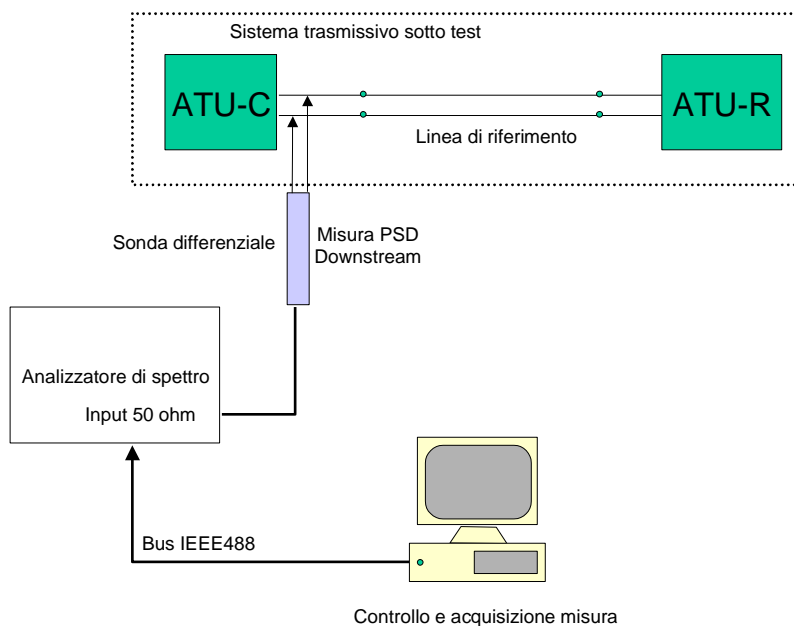 Sistema trasmissivo sotto test
ATU-C
ATU-R
Linea di riferimento
Sonda differenziale
Misura PSD
Downstream
Analizzatore di spettro
Input 50 ohm
Bus IEEE488
Controllo e acquisizione misura